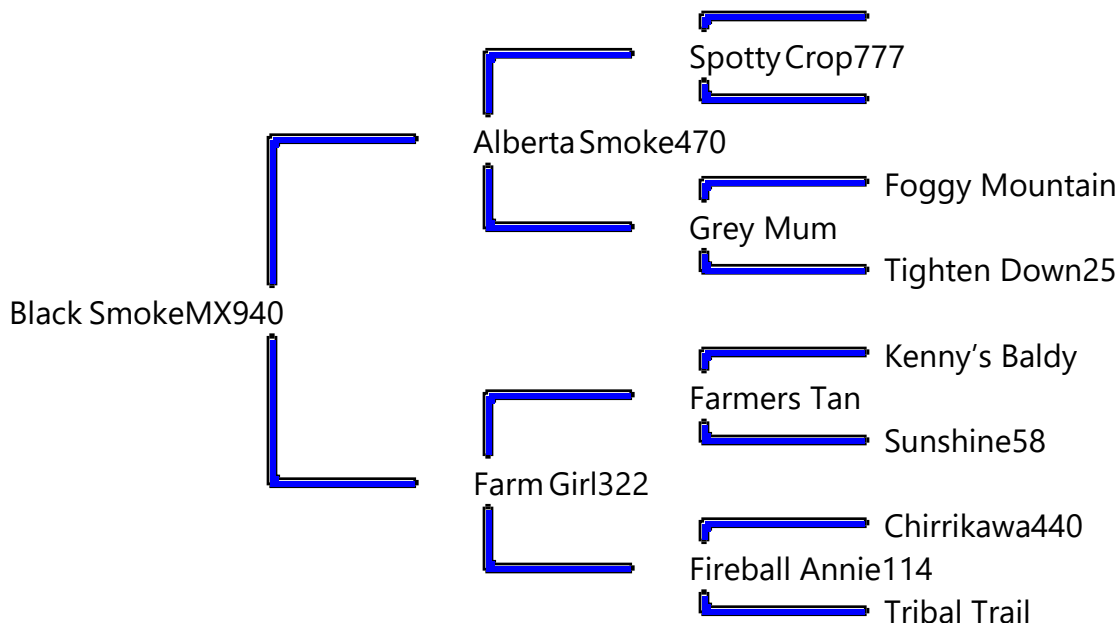 Spotty Crop777
Alberta Smoke470
Foggy Mountain
Grey Mum
Tighten Down25
Black SmokeMX940
Kenny's Baldy
Farmers Tan
Sunshine58
Farm Girl322
Chirrikawa440
Fireball Annie114
Tribal Trail